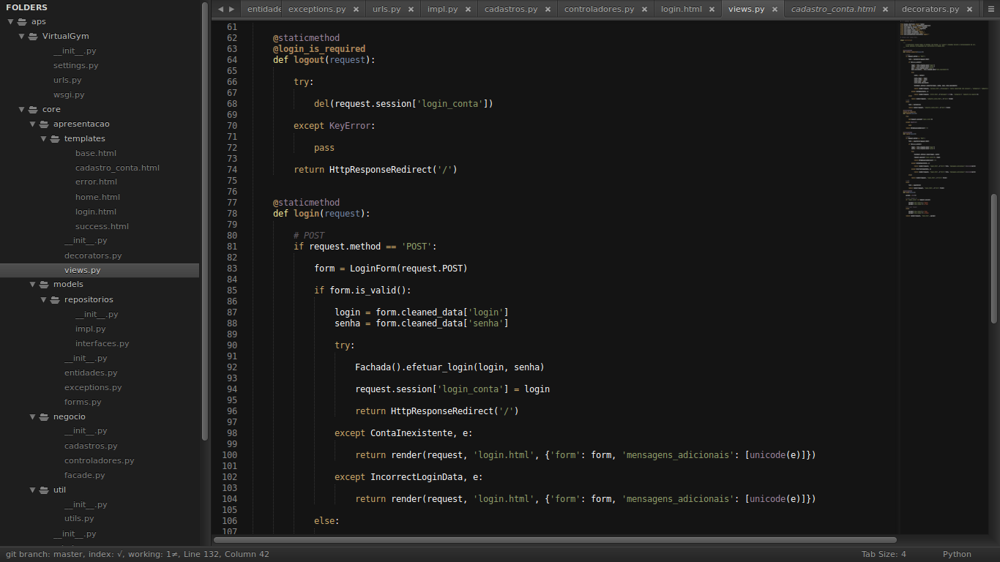 FOLDERS
aps
VirtualGym
__init__.py
settings.py
urls.py
wsgi.py
core
apresentacao
templates
base.html
cadastro_conta.html
error.html
home.html
login.html
success.html
__init__.py
decorators.py
views.py
models
repositorios
__init__.py
impl.py
interfaces.py
__init__.py
entidades.py
exceptions.py
forms.py
negocio
__init__.py
cadastros.py
controladores.py
facade.py
util
__init__.py
utils.py
__init__.py
entidade exceptions.py urls.py impl.py cadastros.py controladores.py login.html views.py cadastro_conta.html decorators.py
61
62 @staticmethod
63 @login_is_required
64 def logout(request):
65
66 try:
67
68 del(request.session['login_conta'])
69
70 except KeyError:
71
72 pass
73
74 return HttpResponseRedirect('/')
75
76
77 @staticmethod
78 def login(request):
79
80 # POST
81 if request.method == 'POST':
82
83 form = LoginForm(request.POST)
84
85 if form.is_valid():
86
87 login = form.cleaned_data['login']
88 senha = form.cleaned_data['senha']
89
90 try:
91
92 Fachada().efetuar_login(login, senha)
93
94 request.session['login_conta'] = login
95
96 return HttpResponseRedirect('/')
97
98 except ContaInexistente, e:
99
100 return render(request, 'login.html', {'form': form, 'mensagens_adicionais': [unicode(e)]})
101
102 except IncorrectLoginData, e:
103
104 return render(request, 'login.html', {'form': form, 'mensagens_adicionais': [unicode(e)]})
105
106 else:
107
git branch: master, index: √, working: 1≠, Line 132, Column 42
Tab Size: 4
Python